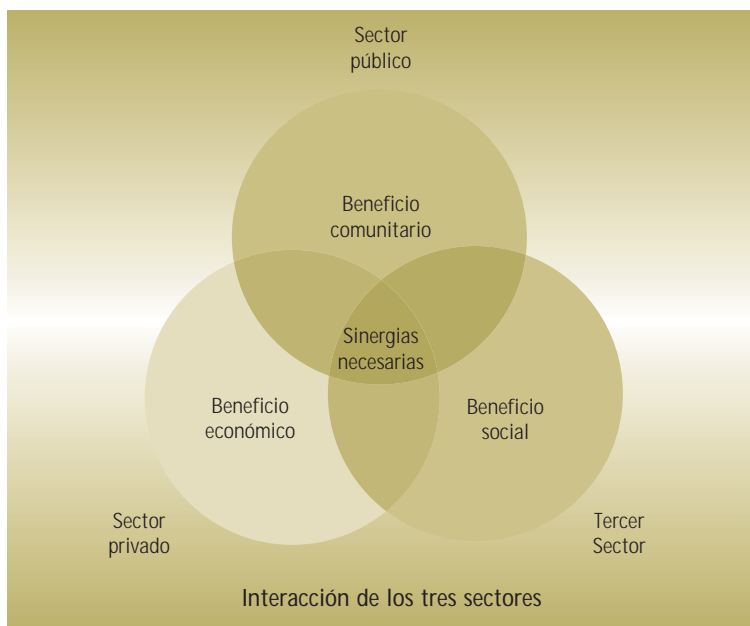 Sector
público
Beneficio
comunitario
Sinergias
necesarias
Beneficio
económico
Beneficio
social
Sector
privado
Tercer
Sector
Interacción de los tres sectores